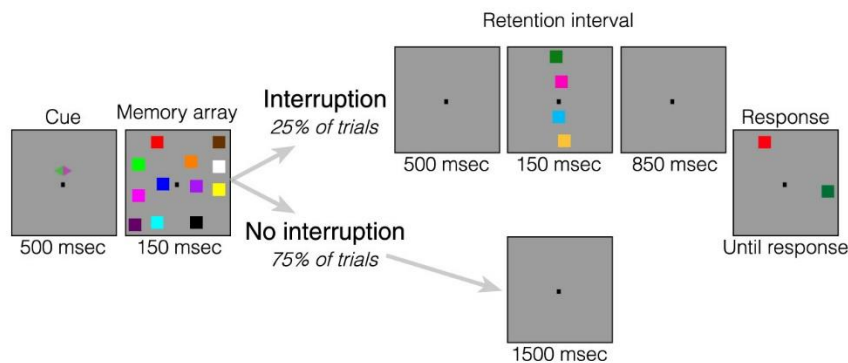 Retention interval
Cue
Memory array
Interruption
25% of trials
Response
500 msec
150 msec
500 msec
150 msec
850 msec
No interruption
75% of trials
Until response
1500 msec